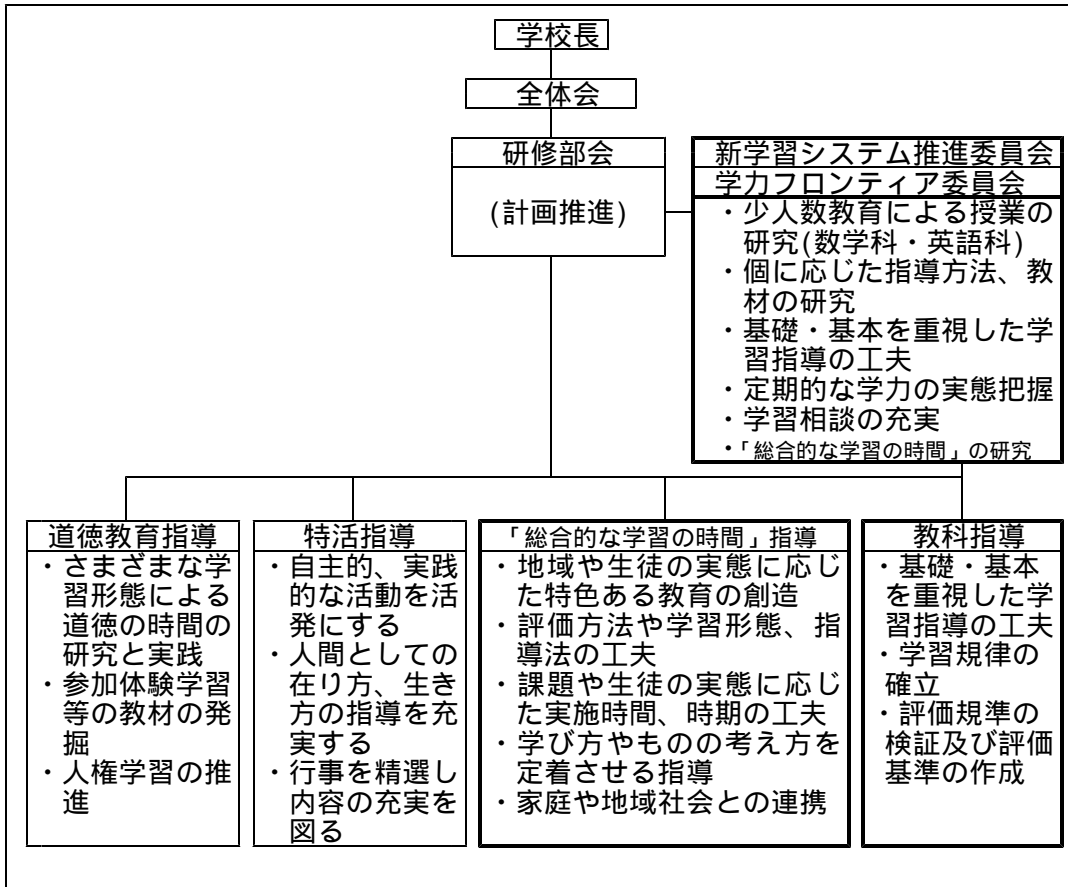 学校長
全体会
研修部会
(計画推進)
新学習システム推進委員会
学力フロンティア委員会
・少人数教育による授業の
研究(数学科・英語科)
・個に応じた指導方法、教
材の研究
・基礎・基本を重視した学
習指導の工夫
・定期的な学力の実態把握
・学習相談の充実
・「総合的な学習の時間」の研究
道徳教育指導
・さまざまな学
習形態による
道徳の時間の
研究と実践
・参加体験学習
等の教材の発
掘
・人権学習の推
進
特活指導
・自主的、実践
的な活動を活
発にする
・人間としての
在り方、生き
方の指導を充
実する
・行事を精選し
内容の充実を
図る
「総合的な学習の時間」指導
・地域や生徒の実態に応じ
た特色ある教育の創造
・評価方法や学習形態、指
導法の工夫
・課題や生徒の実態に応じ
た実施時間、時期の工夫
・学び方やものの考え方を
定着させる指導
・家庭や地域社会との連携
教科指導
・基礎・基本
を重視した学
習指導の工夫
・学習規律の
確立
・評価規準の
検証及び評価
基準の作成